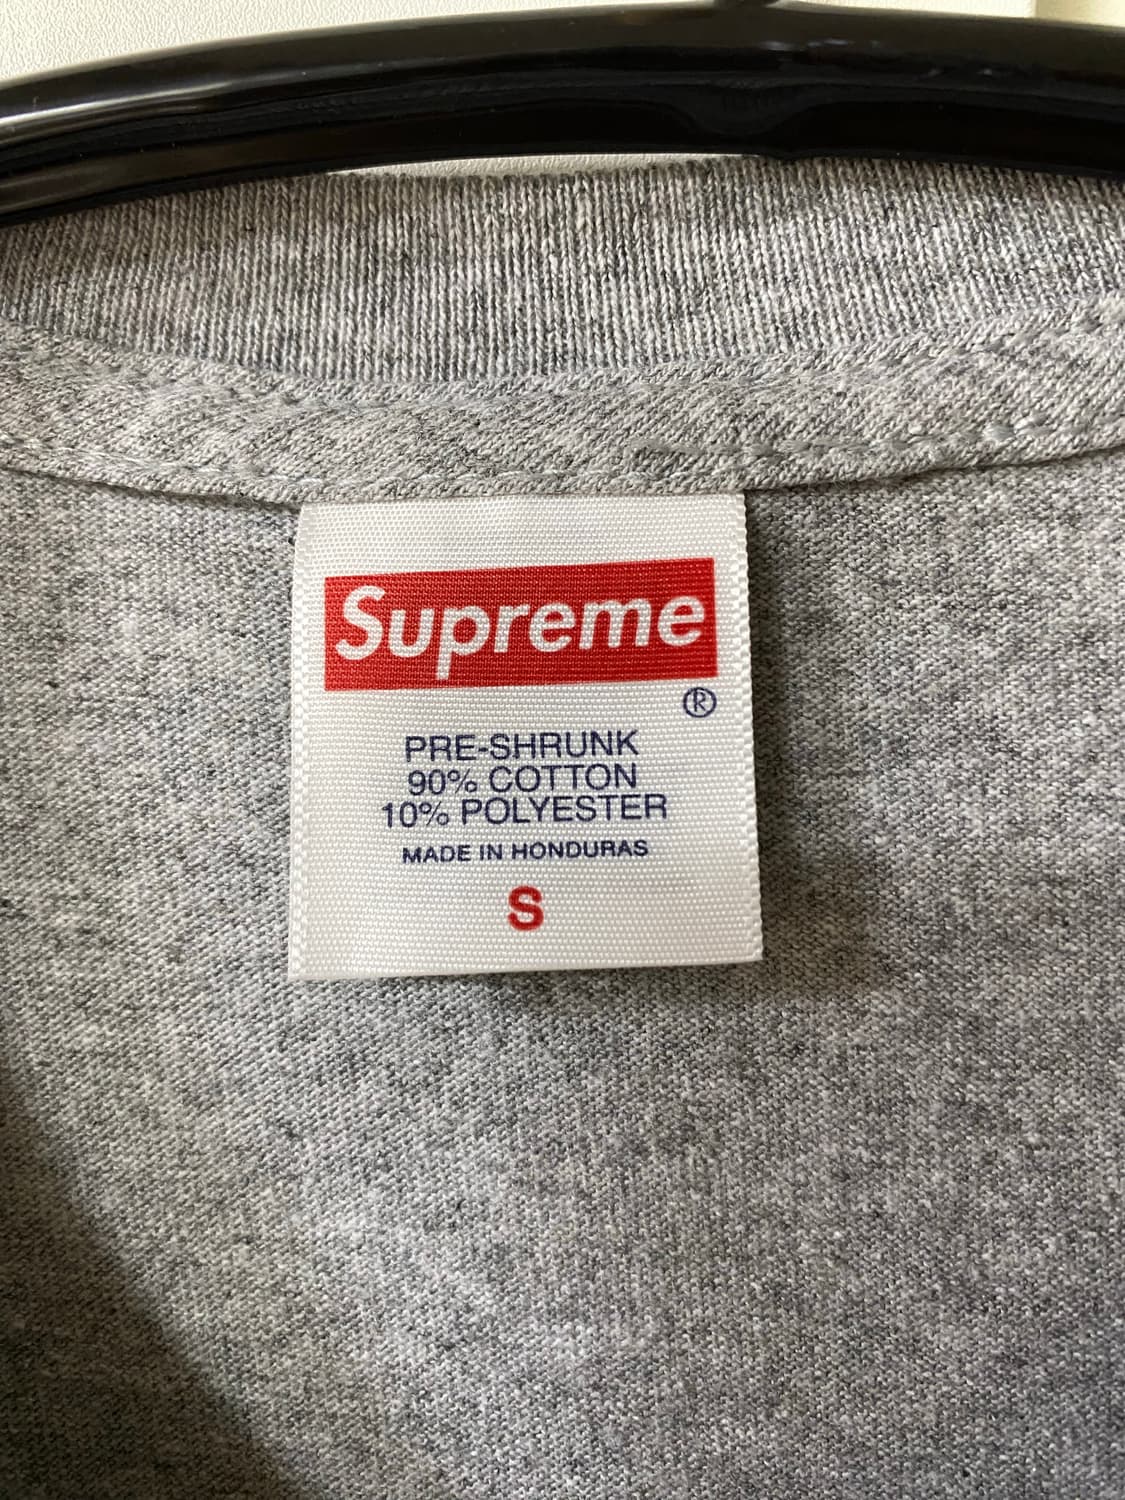 Supreme
®
PRE-SHRUNK
90% COTTON
10% POLYESTER
MADE IN HONDURAS
S